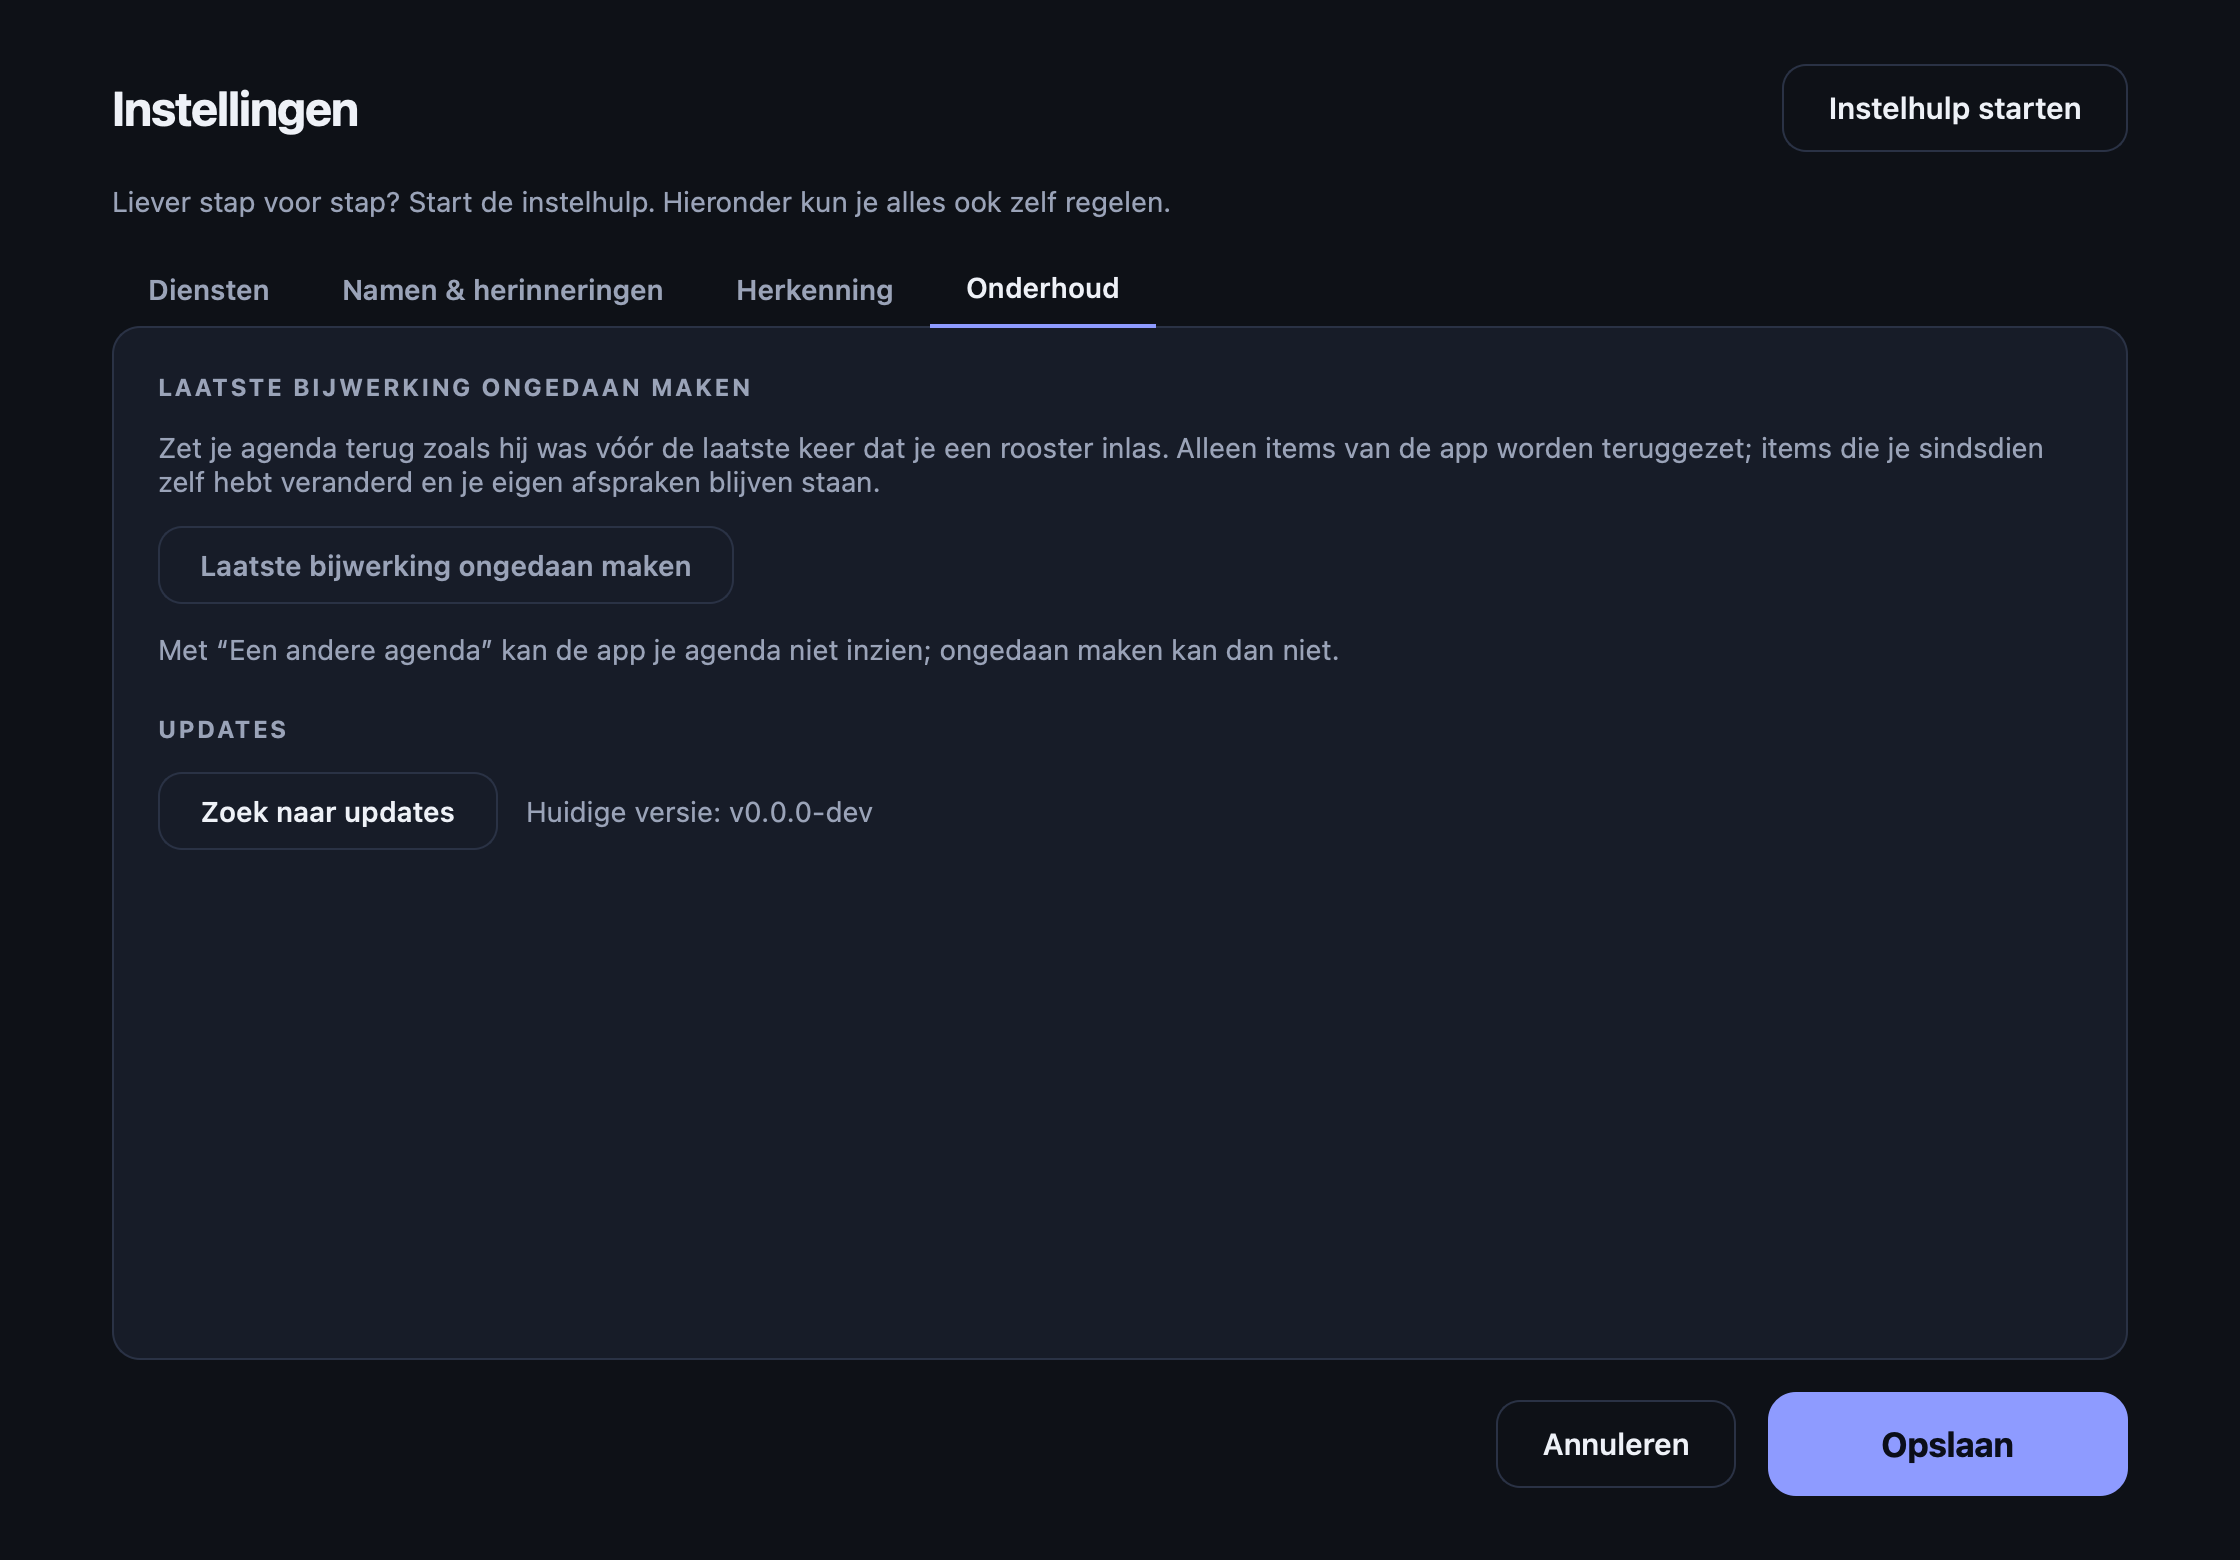 Instellingen
Instelhulp starten
Liever stap voor stap? Start de instelhulp. Hieronder kun je alles ook zelf regelen.
Diensten
Namen & herinneringen
Herkenning
Onderhoud
LAATSTE BIJWERKING ONGEDAAN MAKEN
Zet je agenda terug zoals hij was vóór de laatste keer dat je een rooster inlas. Alleen items van de app worden teruggezet; items die je sindsdien
zelf hebt veranderd en je eigen afspraken blijven staan.
Laatste bijwerking ongedaan maken
Met “Een andere agenda” kan de app je agenda niet inzien; ongedaan maken kan dan niet.
UPDATES
Zoek naar updates
Huidige versie: v0.0.0-dev
Annuleren
Opslaan